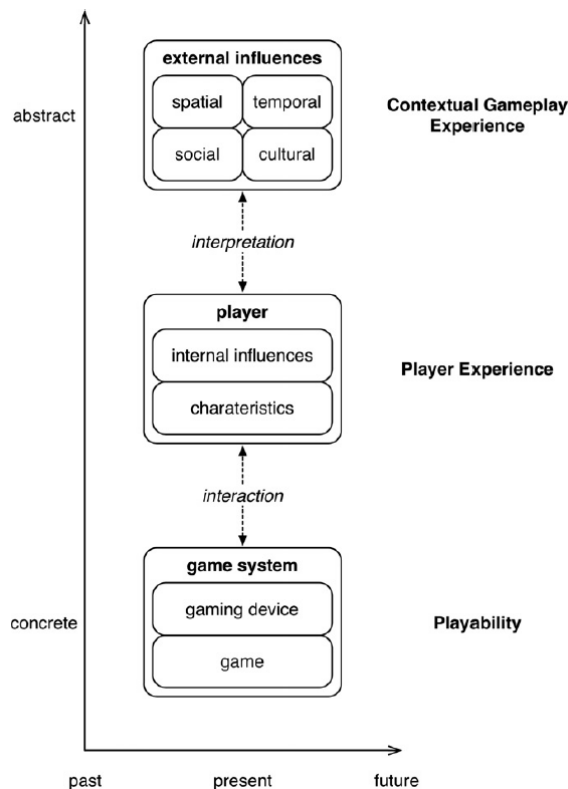 external influences
spatial
temporal
abstract
Contextual Gameplay
Experience
social
cultural
interpretation
player
internal influences
Player Experience
charateristics
interaction
game system
gaming device
concrete
Playability
game
past
present
future